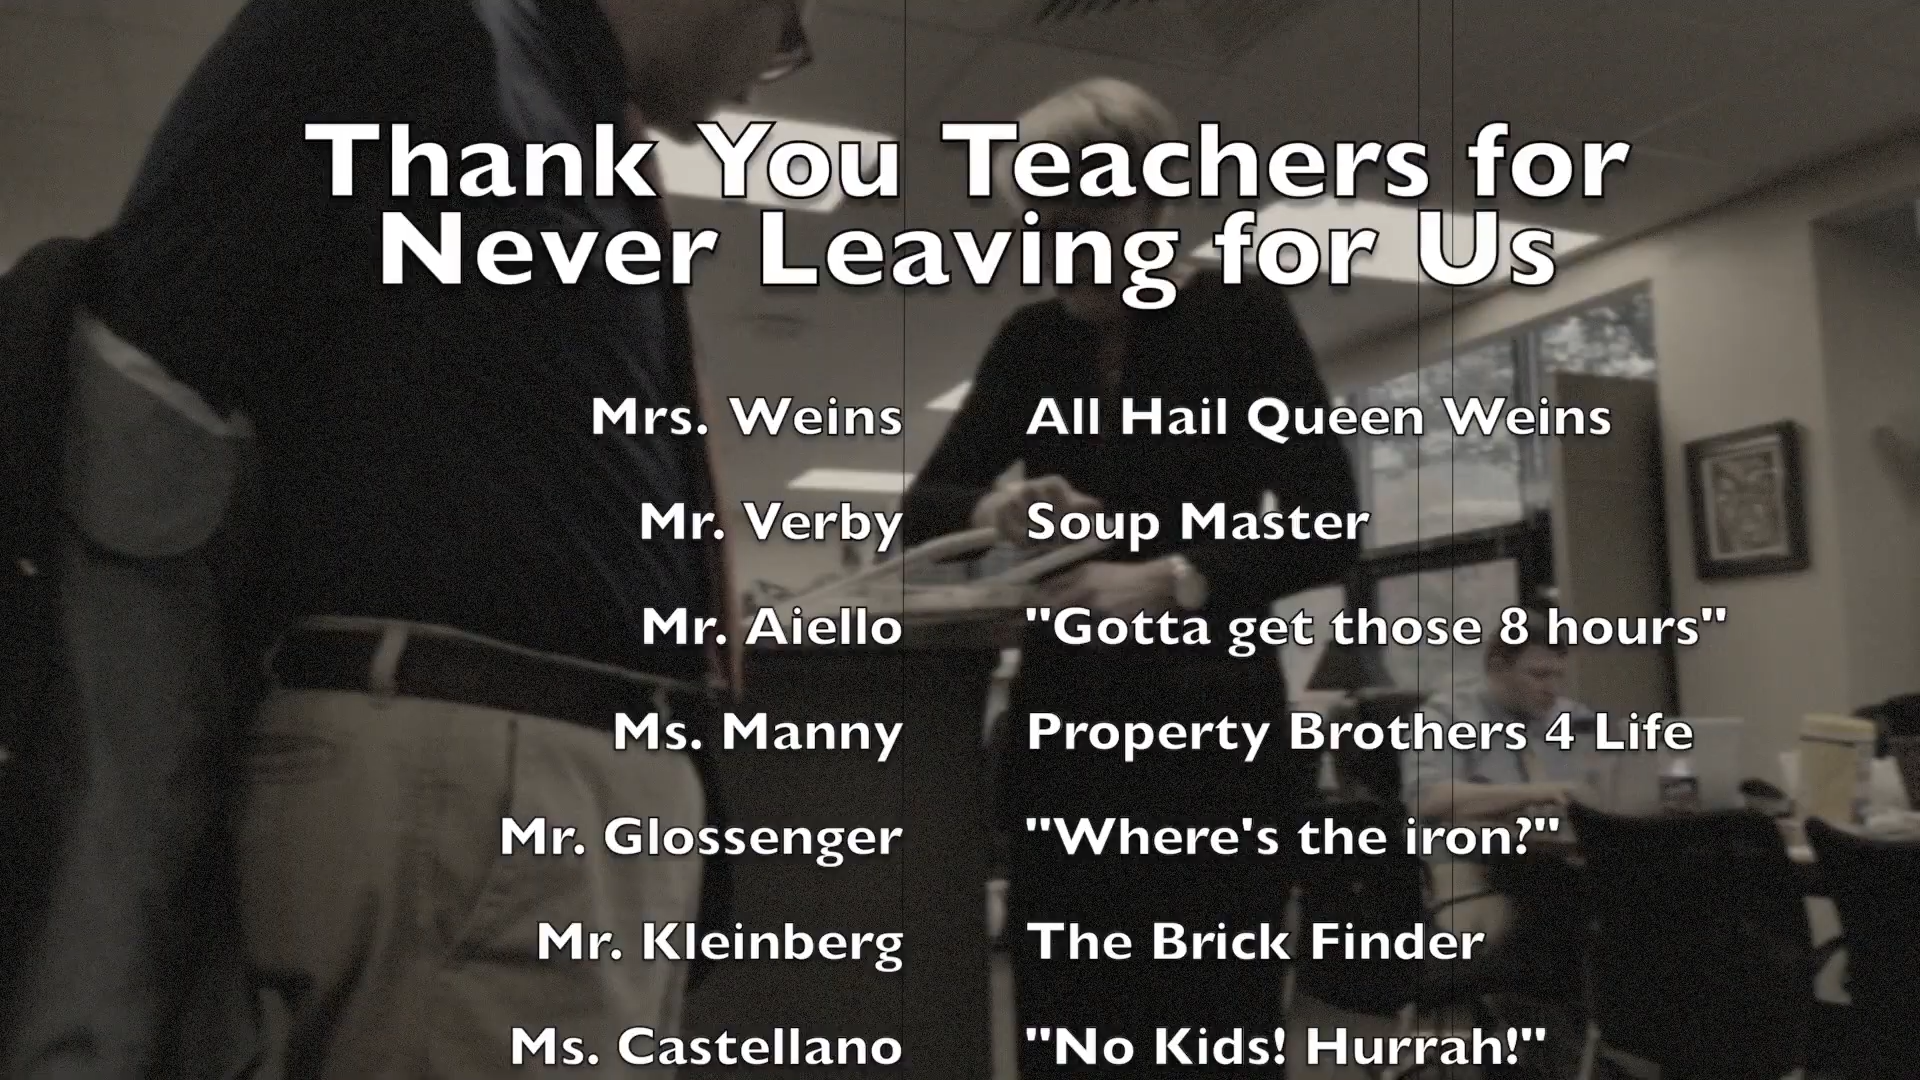 Thank You Teachers for
Never Leaving for Us
Mrs. Weins All Hail Queen Weins
Mr. Verby Soup Master
Mr. Aiello "Gotta get those 8 hours"
Ms. Manny Property Brothers 4 Life
Mr. Glossenger "Where's the iron?"
Mr. Kleinberg The Brick Finder
Ms. Castellano "No Kids! Hurrah!"